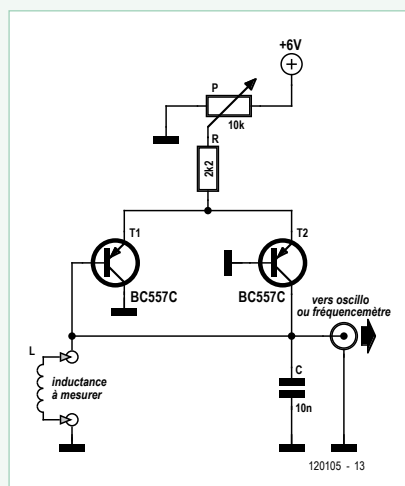 +6V
P
10k
R
2k2
T1
T2
BC557C
BC557C
vers oscillo
ou fréquencemètre
L
inductance
à mesurer
C
10n
120105 - 13